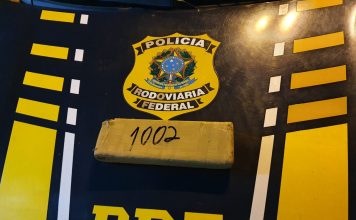 POLÍCIA
RODOVIÁRIA
FEDERAL
1002
PRF